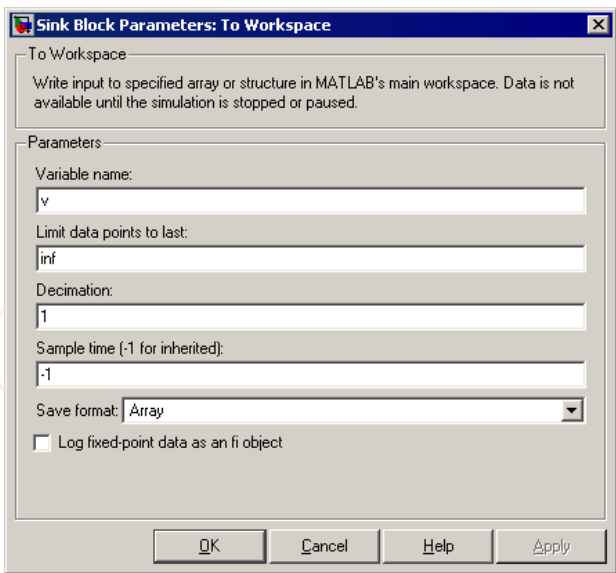 Sink Block Parameters: To Workspace
To Workspace
Write input to specified array or structure in MATLAB's main workspace. Data is not
available until the simulation is stopped or paused.
Parameters
Variable name:
v
Limit data points to last:
inf
Decimation:
1
Sample time (-1 for inherited):
-1
Save format: Array
Log fixed-point data as an fi object
OK Cancel Help Apply